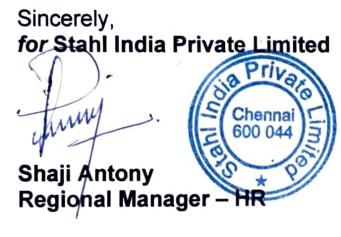 Sincerely,
for Stahl India Private Limited
Stahl India Private Limited
Chennai
600 044
Shaji Antony
Regional Manager – HR